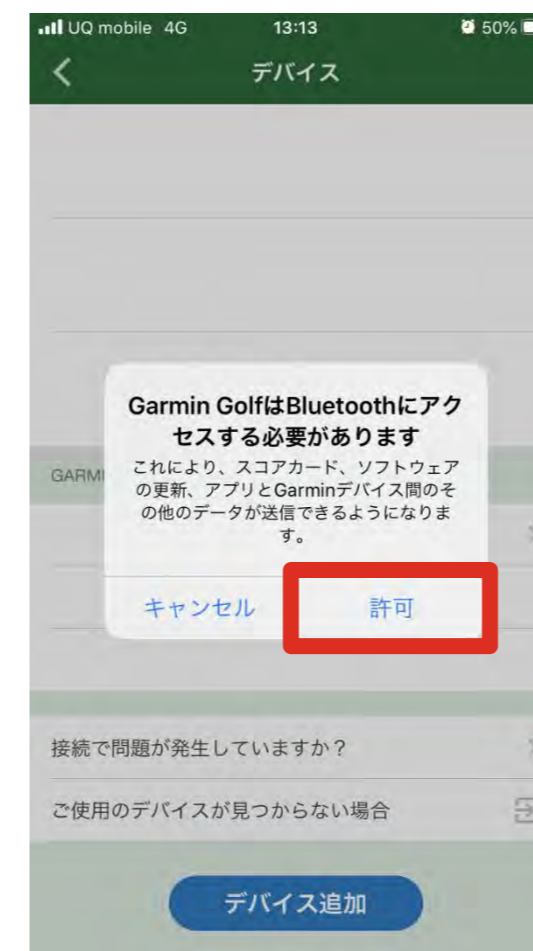 UQ mobile 4G 13:13 50%
デバイス
Garmin GolfはBluetoothにアク
セスする必要があります
これにより、スコアカード、ソフトウェア
の更新、アプリとGarminデバイス間のそ
の他のデータが送信できるようになりま
す。
GARMI
キャンセル 許可
接続で問題が発生していますか？
ご使用のデバイスが見つからない場合
デバイス追加